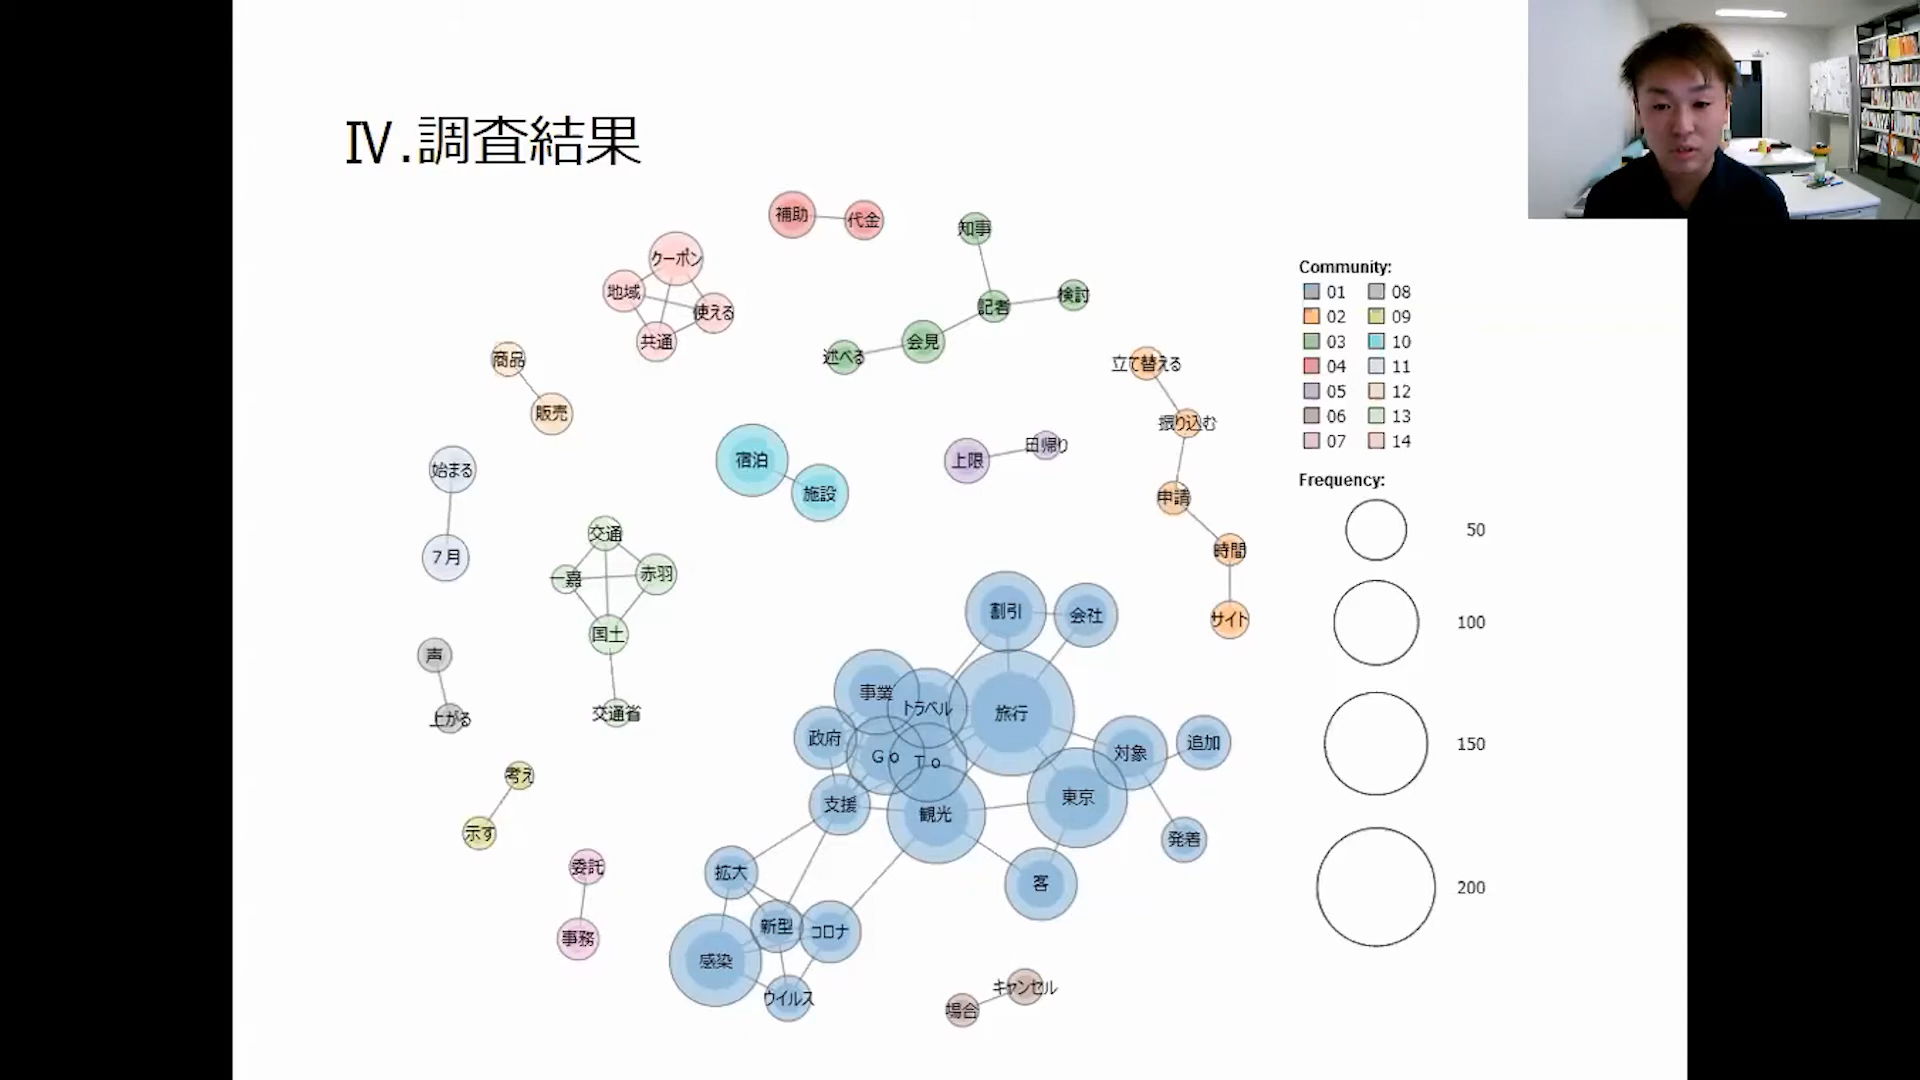 Ⅳ.調査結果
補助
代金
知事
クーポン
地域
使える
共通
記者
検討
会見
述べる
商品
販売
立て替える
振り込む
申請
時間
サイト
宿泊
施設
上限
日帰り
始まる
7月
交通
一嘉
赤羽
国土
交通省
声
上がる
考え
示す
委託
事務
割引
会社
事業
トラベル
旅行
政府
Go
To
対象
追加
支援
観光
東京
発着
客
拡大
新型
コロナ
感染
ウイルス
キャンセル
場合
Community:
01 08
02 09
03 10
04 11
05 12
06 13
07 14
Frequency:
50
100
150
200